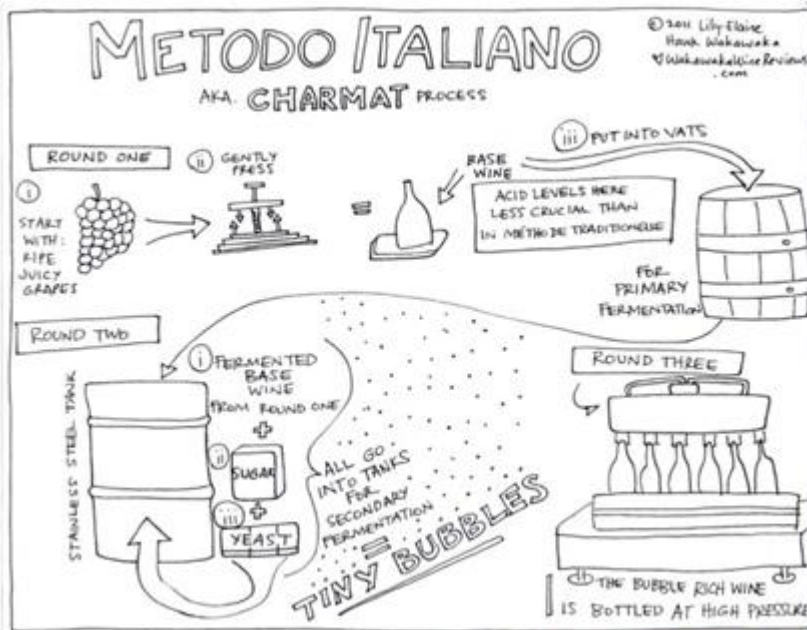 METODO ITALIANO
AKA. CHARMAT PROCESS
© 2011 Lily-Elaine
Hawk Wakawaka
WakawakaWineReviews
.com
ROUND ONE
i
START
WITH:
RIPE
JUICY
GRAPES
ii GENTLY
PRESS
=
BASE
WINE
ACID LEVELS HERE
LESS CRUCIAL THAN
IN MÉTHODE TRADITIONELLE
iii PUT INTO VATS
FOR
PRIMARY
FERMENTATION
ROUND TWO
STAINLESS STEEL TANK
i FERMENTED
BASE
WINE
FROM ROUND ONE
+
ii SUGAR
+
iii YEAST
ALL GO
INTO TANKS
FOR
SECONDARY
FERMENTATION
=
TINY BUBBLES
ROUND THREE
THE BUBBLE RICH WINE
IS BOTTLED AT HIGH PRESSURE